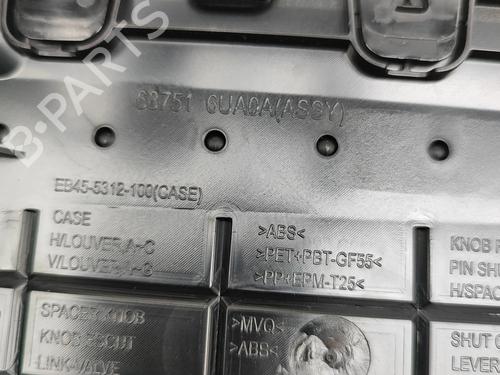 68751 6UA0A(ASSY)
EB45-5312-100(CASE)
CASE
H/LOUVER A~G
V/LOUVER A~G
>ABS<
>PET+PBT-GF55<
>PP+EPM-T25<
KNOB
PIN
H/SPAC
SPACER KNOB
KNOB ESCUT
LINK-VALVE
>MVQ<
>ABS<
SHUT
LEVER
B-PARTS